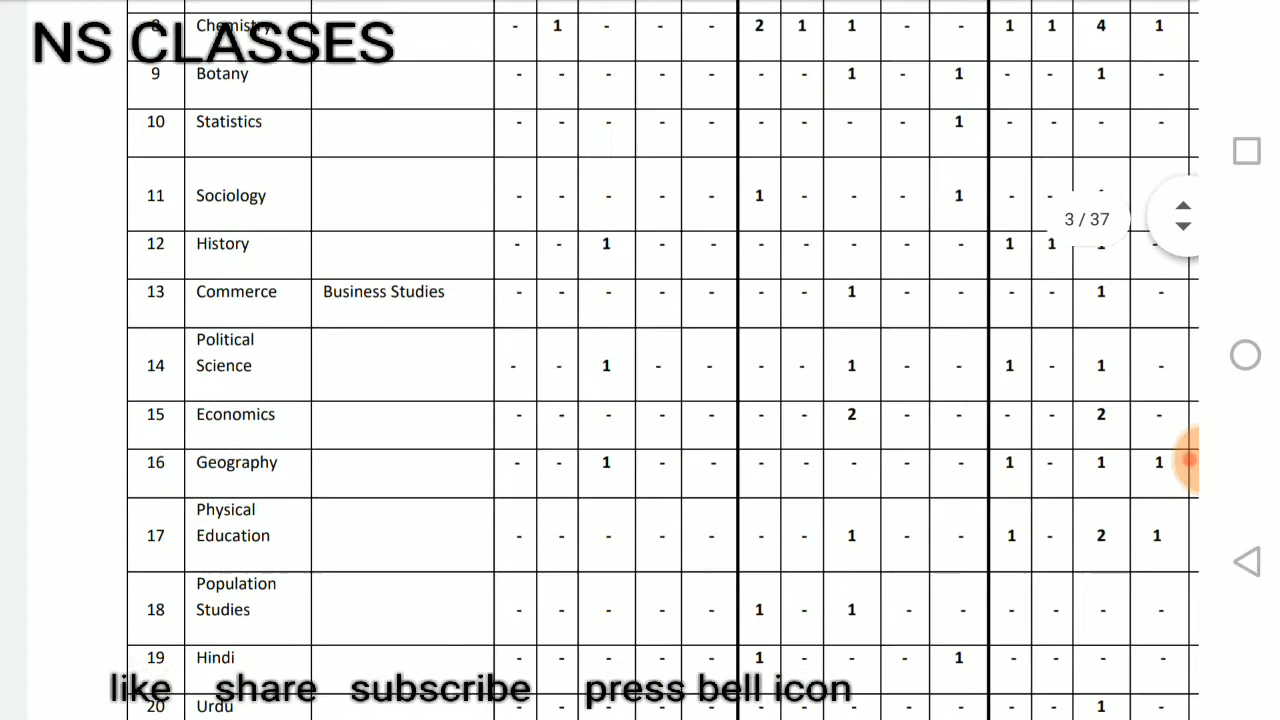 8 Chemistry - 1 - - - 2 1 1 - - 1 1 4 1
NS CLASSES
9 Botany - - - - - - - 1 - 1 - - 1 -
10 Statistics - - - - - - - - - 1 - - - -
11 Sociology - - - - - 1 - - - 1 - -
3 / 37
12 History - - 1 - - - - - - - 1 1 -
13 Commerce Business Studies - - - - - - - 1 - - - - 1 -
Political
14 Science - - 1 - - - - 1 - - 1 - 1 -
15 Economics - - - - - - - 2 - - - - 2 -
16 Geography - - 1 - - - - - - - 1 - 1 1
Physical
17 Education - - - - - - - 1 - - 1 - 2 1
Population
18 Studies - - - - - 1 - 1 - - - - - -
19 Hindi - - - - - 1 - - - 1 - - - -
like share subscribe press bell icon
20 Urdu - - - - - - - - - - - - 1 -